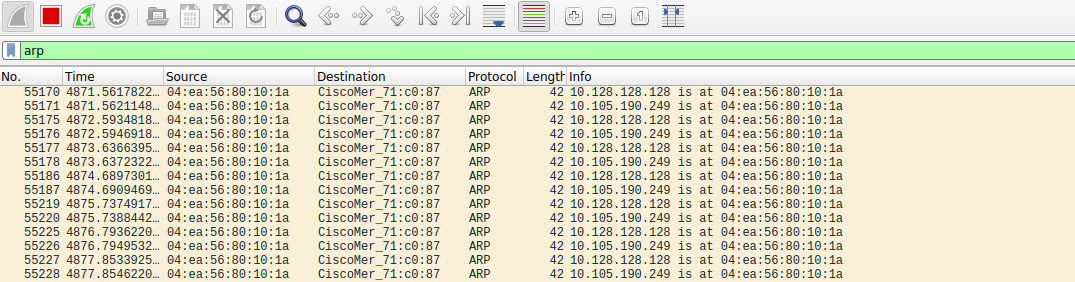 arp
No. Time Source Destination Protocol Length Info
55170 4871.5617822… 04:ea:56:80:10:1a CiscoMer_71:c0:87 ARP 42 10.128.128.128 is at 04:ea:56:80:10:1a
55171 4871.5621148… 04:ea:56:80:10:1a CiscoMer_71:c0:87 ARP 42 10.105.190.249 is at 04:ea:56:80:10:1a
55175 4872.5934818… 04:ea:56:80:10:1a CiscoMer_71:c0:87 ARP 42 10.128.128.128 is at 04:ea:56:80:10:1a
55176 4872.5946918… 04:ea:56:80:10:1a CiscoMer_71:c0:87 ARP 42 10.105.190.249 is at 04:ea:56:80:10:1a
55177 4873.6366395… 04:ea:56:80:10:1a CiscoMer_71:c0:87 ARP 42 10.128.128.128 is at 04:ea:56:80:10:1a
55178 4873.6372322… 04:ea:56:80:10:1a CiscoMer_71:c0:87 ARP 42 10.105.190.249 is at 04:ea:56:80:10:1a
55186 4874.6897301… 04:ea:56:80:10:1a CiscoMer_71:c0:87 ARP 42 10.128.128.128 is at 04:ea:56:80:10:1a
55187 4874.6909469… 04:ea:56:80:10:1a CiscoMer_71:c0:87 ARP 42 10.105.190.249 is at 04:ea:56:80:10:1a
55219 4875.7374917… 04:ea:56:80:10:1a CiscoMer_71:c0:87 ARP 42 10.128.128.128 is at 04:ea:56:80:10:1a
55220 4875.7388442… 04:ea:56:80:10:1a CiscoMer_71:c0:87 ARP 42 10.105.190.249 is at 04:ea:56:80:10:1a
55225 4876.7936220… 04:ea:56:80:10:1a CiscoMer_71:c0:87 ARP 42 10.128.128.128 is at 04:ea:56:80:10:1a
55226 4876.7949532… 04:ea:56:80:10:1a CiscoMer_71:c0:87 ARP 42 10.105.190.249 is at 04:ea:56:80:10:1a
55227 4877.8533925… 04:ea:56:80:10:1a CiscoMer_71:c0:87 ARP 42 10.128.128.128 is at 04:ea:56:80:10:1a
55228 4877.8546220… 04:ea:56:80:10:1a CiscoMer_71:c0:87 ARP 42 10.105.190.249 is at 04:ea:56:80:10:1a